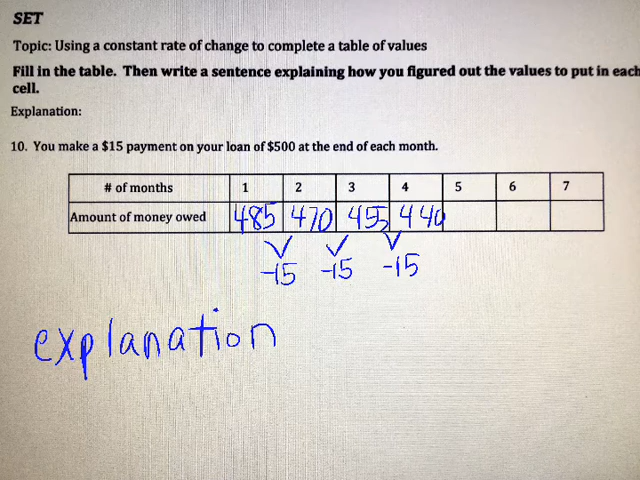 SET
Topic: Using a constant rate of change to complete a table of values
Fill in the table. Then write a sentence explaining how you figured out the values to put in each
cell.
Explanation:
10. You make a $15 payment on your loan of $500 at the end of each month.
# of months 1 2 3 4 5 6 7
Amount of money owed 485 470 455 440
-15 -15 -15
explanation